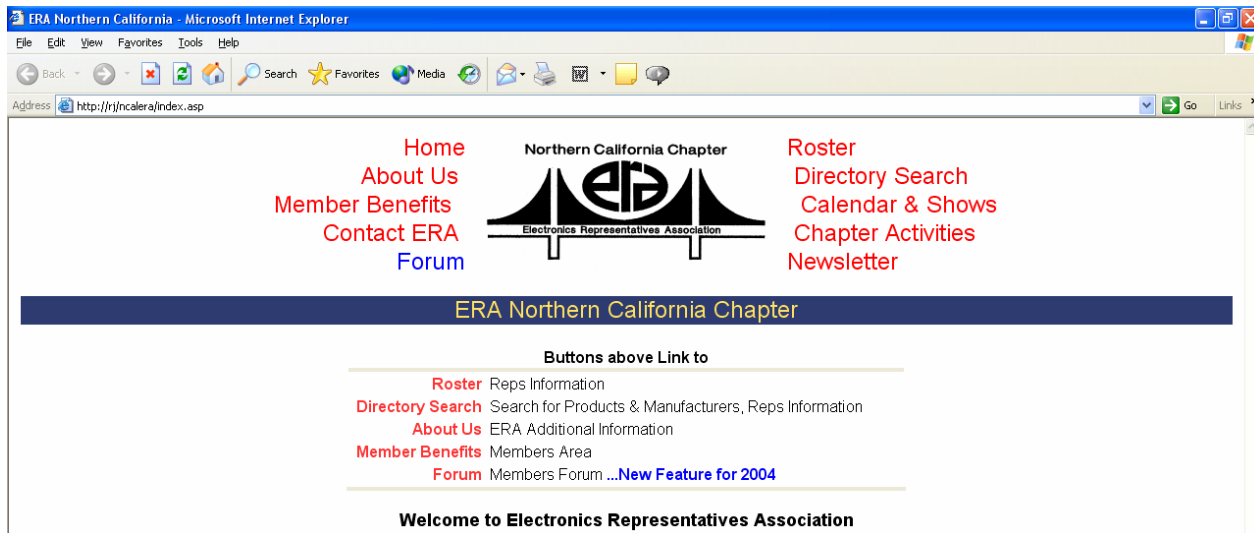 ERA Northern California - Microsoft Internet Explorer
File Edit View Favorites Tools Help
Back Search Favorites Media
Address http://rj/ncalera/index.asp Go Links
Home
About Us
Member Benefits
Contact ERA
Forum
Northern California Chapter
era
Electronics Representatives Association
Roster
Directory Search
Calendar & Shows
Chapter Activities
Newsletter
ERA Northern California Chapter
Buttons above Link to
Roster Reps Information
Directory Search Search for Products & Manufacturers, Reps Information
About Us ERA Additional Information
Member Benefits Members Area
Forum Members Forum ...New Feature for 2004
Welcome to Electronics Representatives Association